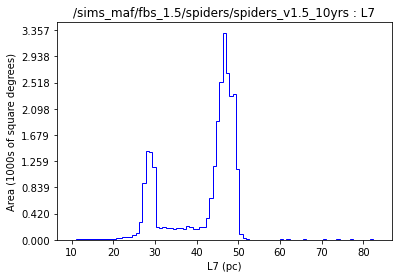 /sims_maf/fbs_1.5/spiders/spiders_v1.5_10yrs : L7
3.357
2.938
2.518
2.098
1.679
1.259
0.839
0.420
0.000
Area (1000s of square degrees)
10 20 30 40 50 60 70 80
L7 (pc)